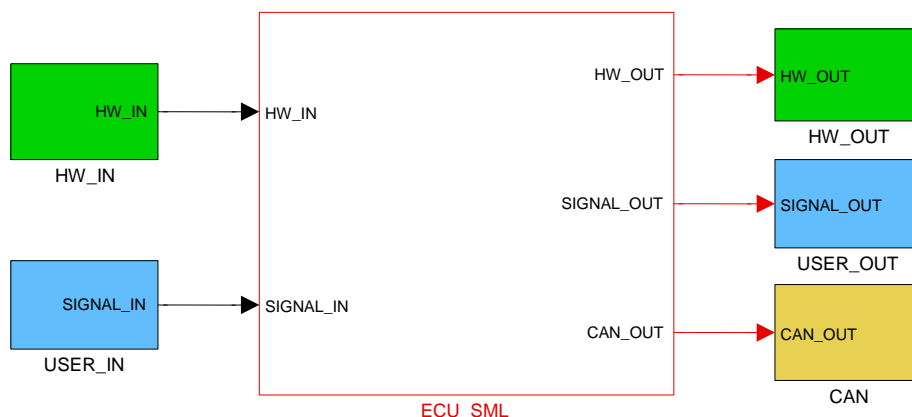 HW_IN
HW_IN
SIGNAL_IN
USER_IN
HW_IN
SIGNAL_IN
HW_OUT
SIGNAL_OUT
CAN_OUT
ECU_SML
HW_OUT
HW_OUT
SIGNAL_OUT
USER_OUT
CAN_OUT
CAN